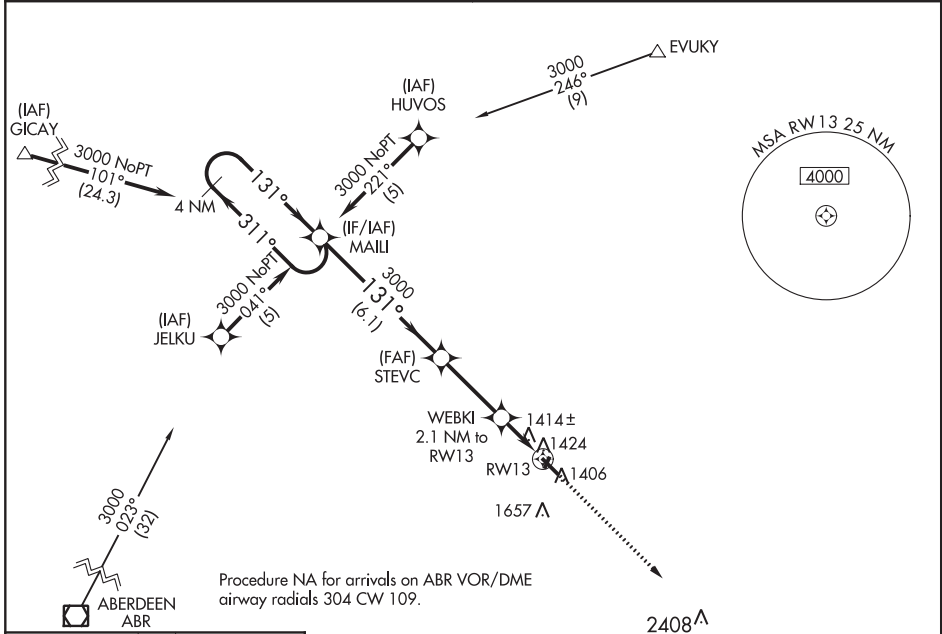 EVUKY
3000
246°
(9)
(IAF)
HUVOS
3000 NoPT
221°
(5)
(IAF)
GICAY
3000 NoPT
101°
(24.3)
4 NM
131°
311°
(IF/IAF)
MAILI
MSA RW13 25 NM
4000
3000 NoPT
041°
(5)
(IAF)
JELKU
3000
131°
(6.1)
(FAF)
STEVC
WEBKI
2.1 NM to
RW13
1414±
1424
RW13
1406
1657
3000
023°
(32)
ABERDEEN
ABR
Procedure NA for arrivals on ABR VOR/DME
airway radials 304 CW 109.
2408